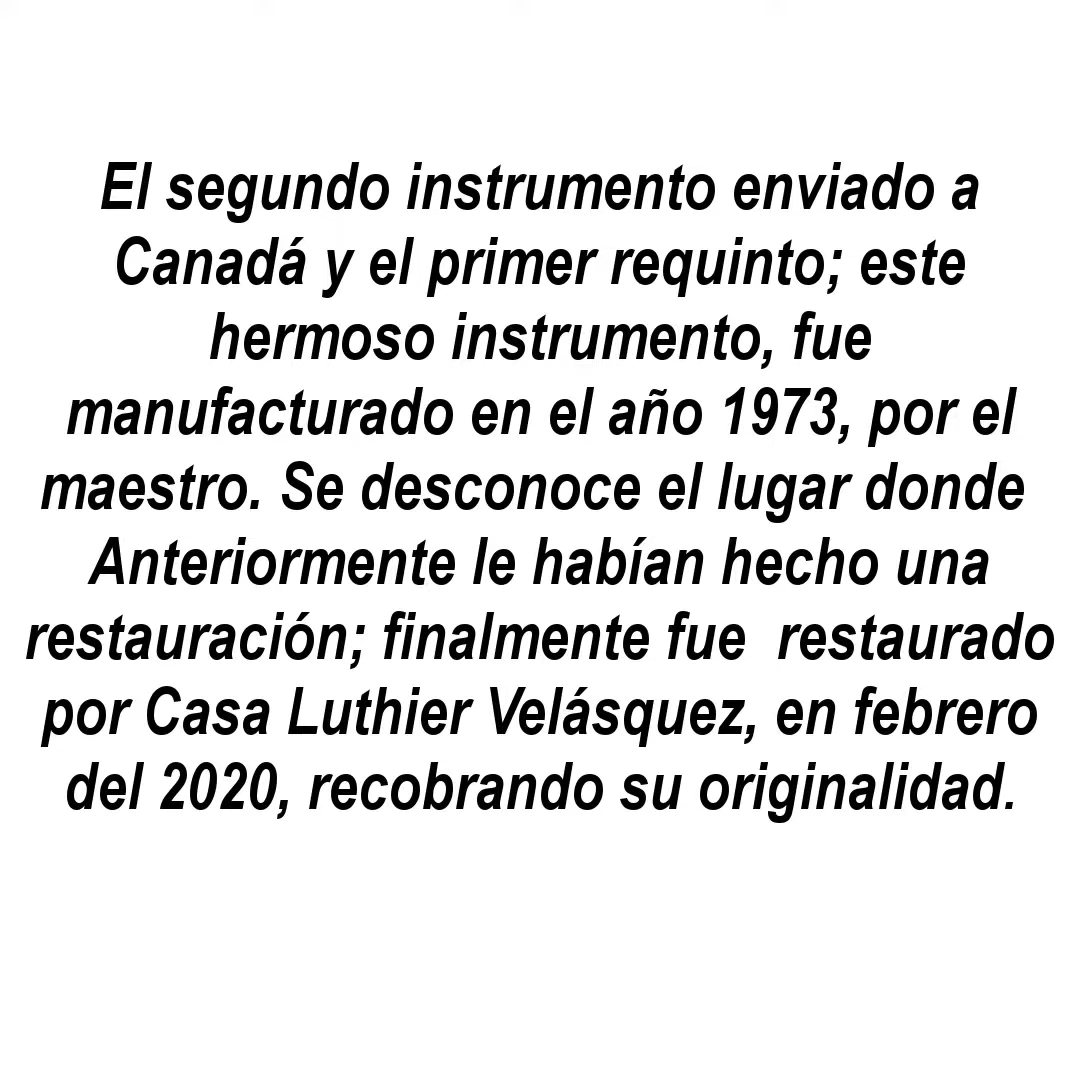 El segundo instrumento enviado a
Canadá y el primer requinto; este
hermoso instrumento, fue
manufacturado en el año 1973, por el
maestro. Se desconoce el lugar donde
Anteriormente le habían hecho una
restauración; finalmente fue  restaurado
por Casa Luthier Velásquez, en febrero
del 2020, recobrando su originalidad.